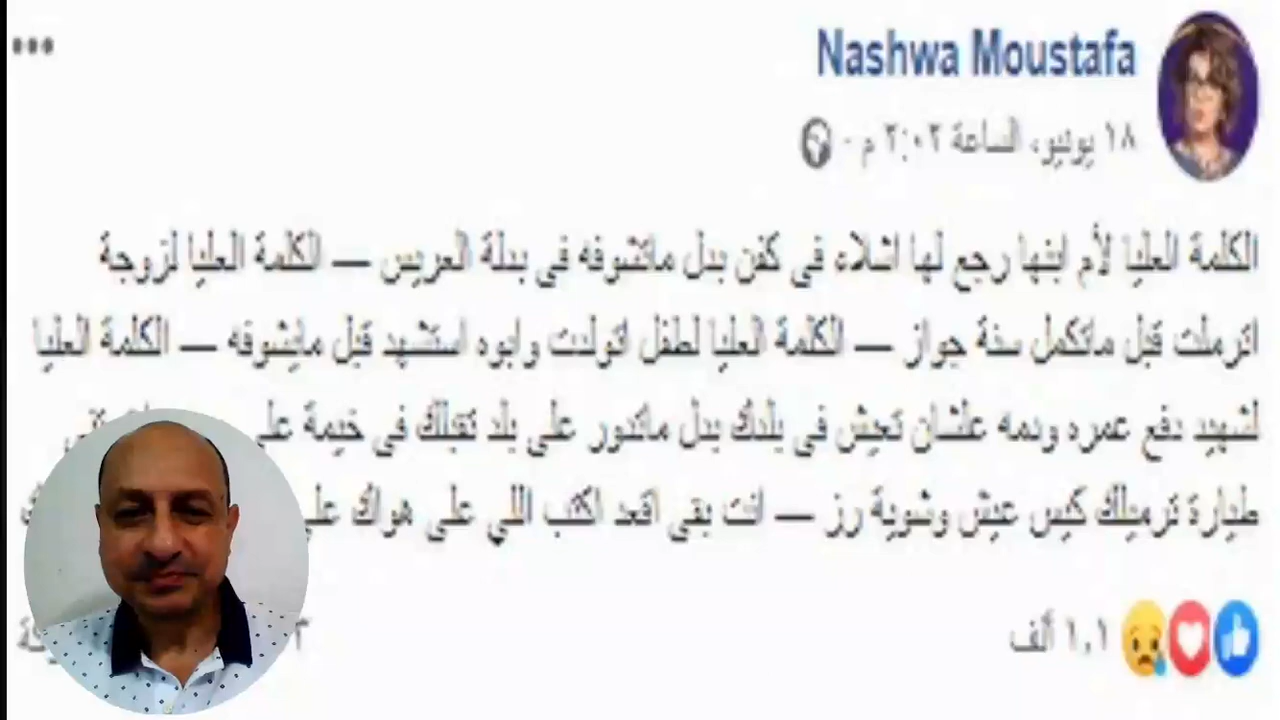 Nashwa Moustafa
١٨ يونيو، الساعة ٢:٠٢ م ·
الكلمة العليا لأم ابنها رجع لها اشلاء فى كفن بدل ماتشوفه فى بدلة العريس — الكلمة العليا لزوجة
اترملت قبل ماتكمل سنة جواز — الكلمة العليا لطفل اتولدت وابوه استشهد قبل مايشوفه — الكلمة العليا
لشهيد دفع عمره ودمه علشان تعيش فى بلدك بدل ماتدور على بلد تقبلك فى خيمة على
طيارة ترميلك كيس عيش وشوية رز — انت بقى اقعد اكتب اللي على هواك على
١,١ ألف